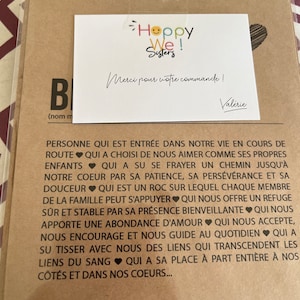 Happy
We !
Sisters
Merci pour votre commande !
Valérie
B
(nom m
PERSONNE QUI EST ENTRÉE DANS NOTRE VIE EN COURS DE
ROUTE ♥ QUI A CHOISI DE NOUS AIMER COMME SES PROPRES
ENFANTS ♥ QUI A SU SE FRAYER UN CHEMIN JUSQU'À
NOTRE COEUR PAR SA PATIENCE, SA PERSÉVÉRANCE ET SA
DOUCEUR ♥ QUI EST UN ROC SUR LEQUEL CHAQUE MEMBRE
DE LA FAMILLE PEUT S'APPUYER ♥ QUI NOUS OFFRE UN REFUGE
SÛR ET STABLE PAR SA PRÉSENCE BIENVEILLANTE ♥ QUI NOUS
APPORTE UNE ABONDANCE D'AMOUR ♥ QUI NOUS ACCEPTE,
NOUS ENCOURAGE ET NOUS GUIDE AU QUOTIDIEN ♥ QUI A
SU TISSER AVEC NOUS DES LIENS QUI TRANSCENDENT LES
LIENS DU SANG ♥ QUI A SA PLACE À PART ENTIÈRE À NOS
CÔTÉS ET DANS NOS COEURS...